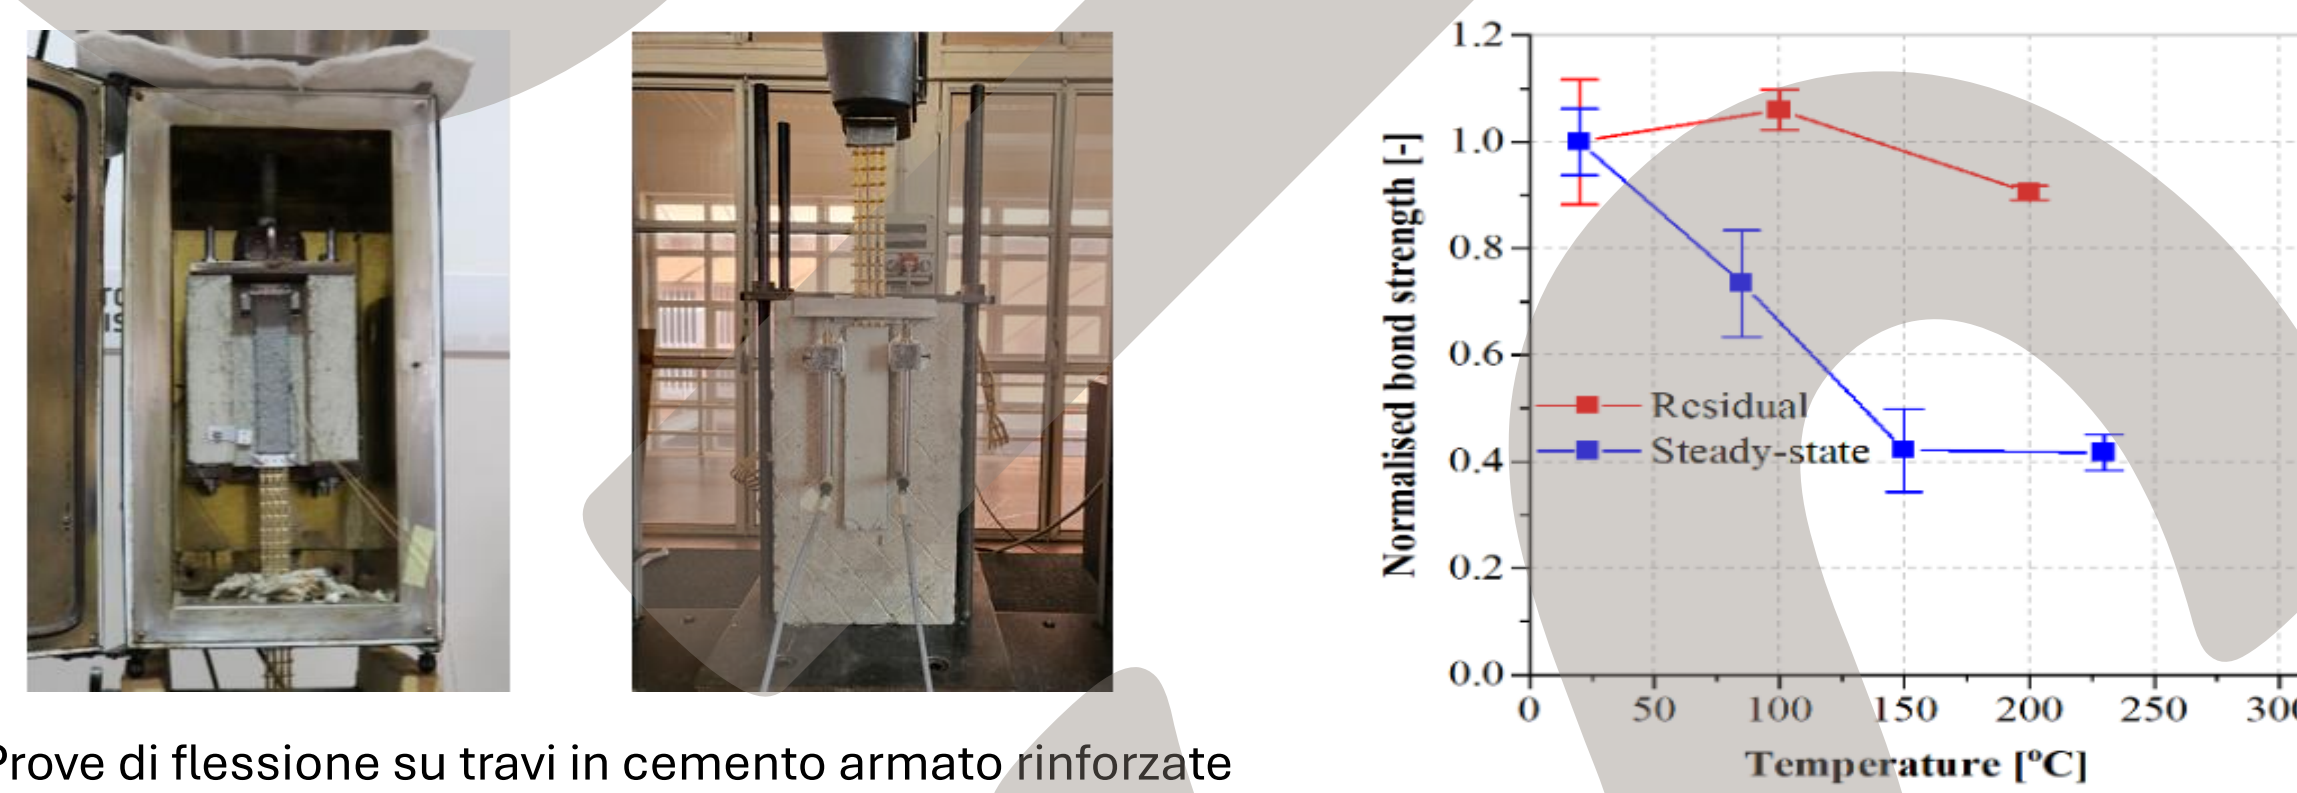 1.2
1.0
0.8
0.6
0.4
0.2
0.0
Normalised bond strength [-]
Residual
Steady-state
0 50 100 150 200 250
Temperature [ºC]
Prove di flessione su travi in cemento armato rinforzate